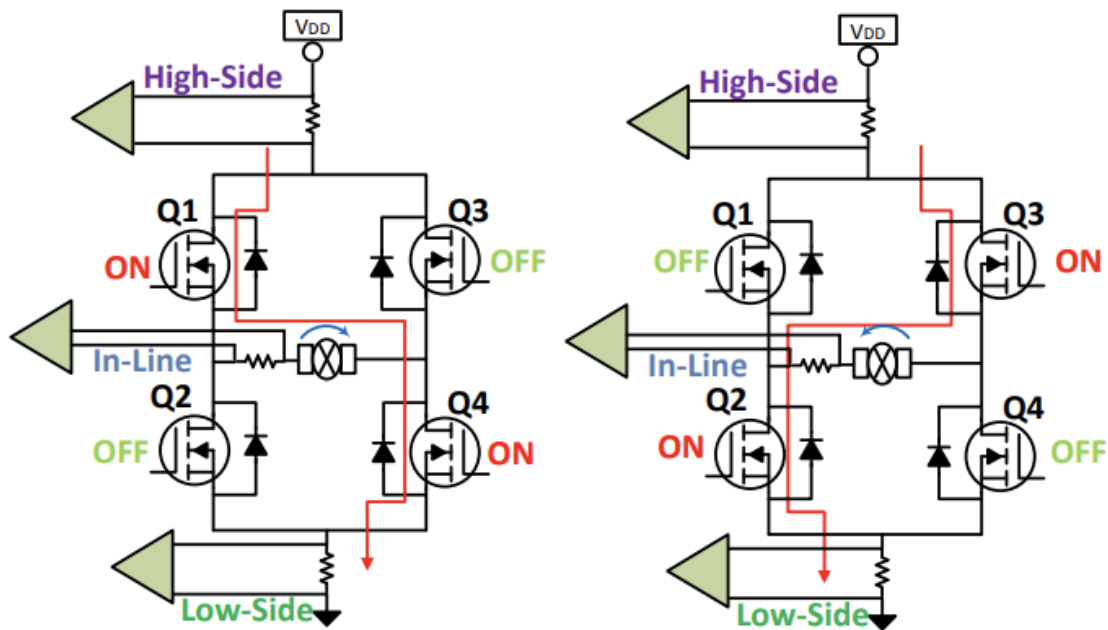 VDD
High-Side
Q1
Q3
ON
OFF
In-Line
Q2
Q4
OFF
ON
Low-Side
VDD
High-Side
Q1
Q3
OFF
ON
In-Line
Q2
Q4
ON
OFF
Low-Side